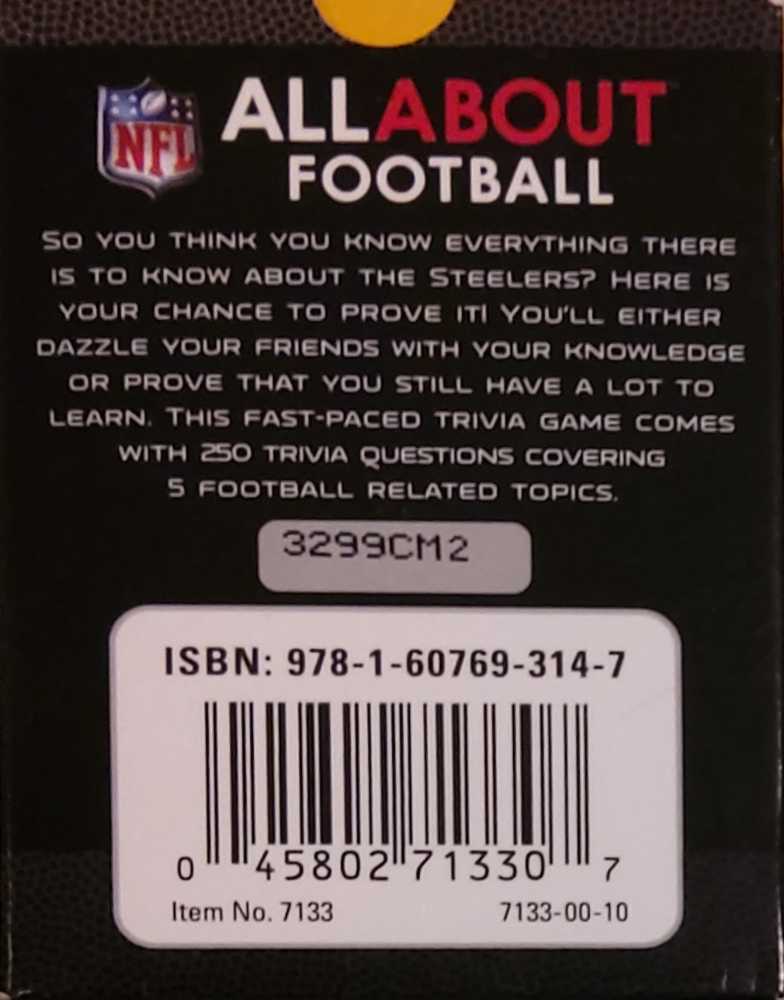 NFL
ALL ABOUT
FOOTBALL
SO YOU THINK YOU KNOW EVERYTHING THERE
IS TO KNOW ABOUT THE STEELERS? HERE IS
YOUR CHANCE TO PROVE IT! YOU'LL EITHER
DAZZLE YOUR FRIENDS WITH YOUR KNOWLEDGE
OR PROVE THAT YOU STILL HAVE A LOT TO
LEARN. THIS FAST-PACED TRIVIA GAME COMES
WITH 250 TRIVIA QUESTIONS COVERING
5 FOOTBALL RELATED TOPICS.
3299CM2
ISBN: 978-1-60769-314-7
0 45802 71330 7
Item No. 7133 7133-00-10